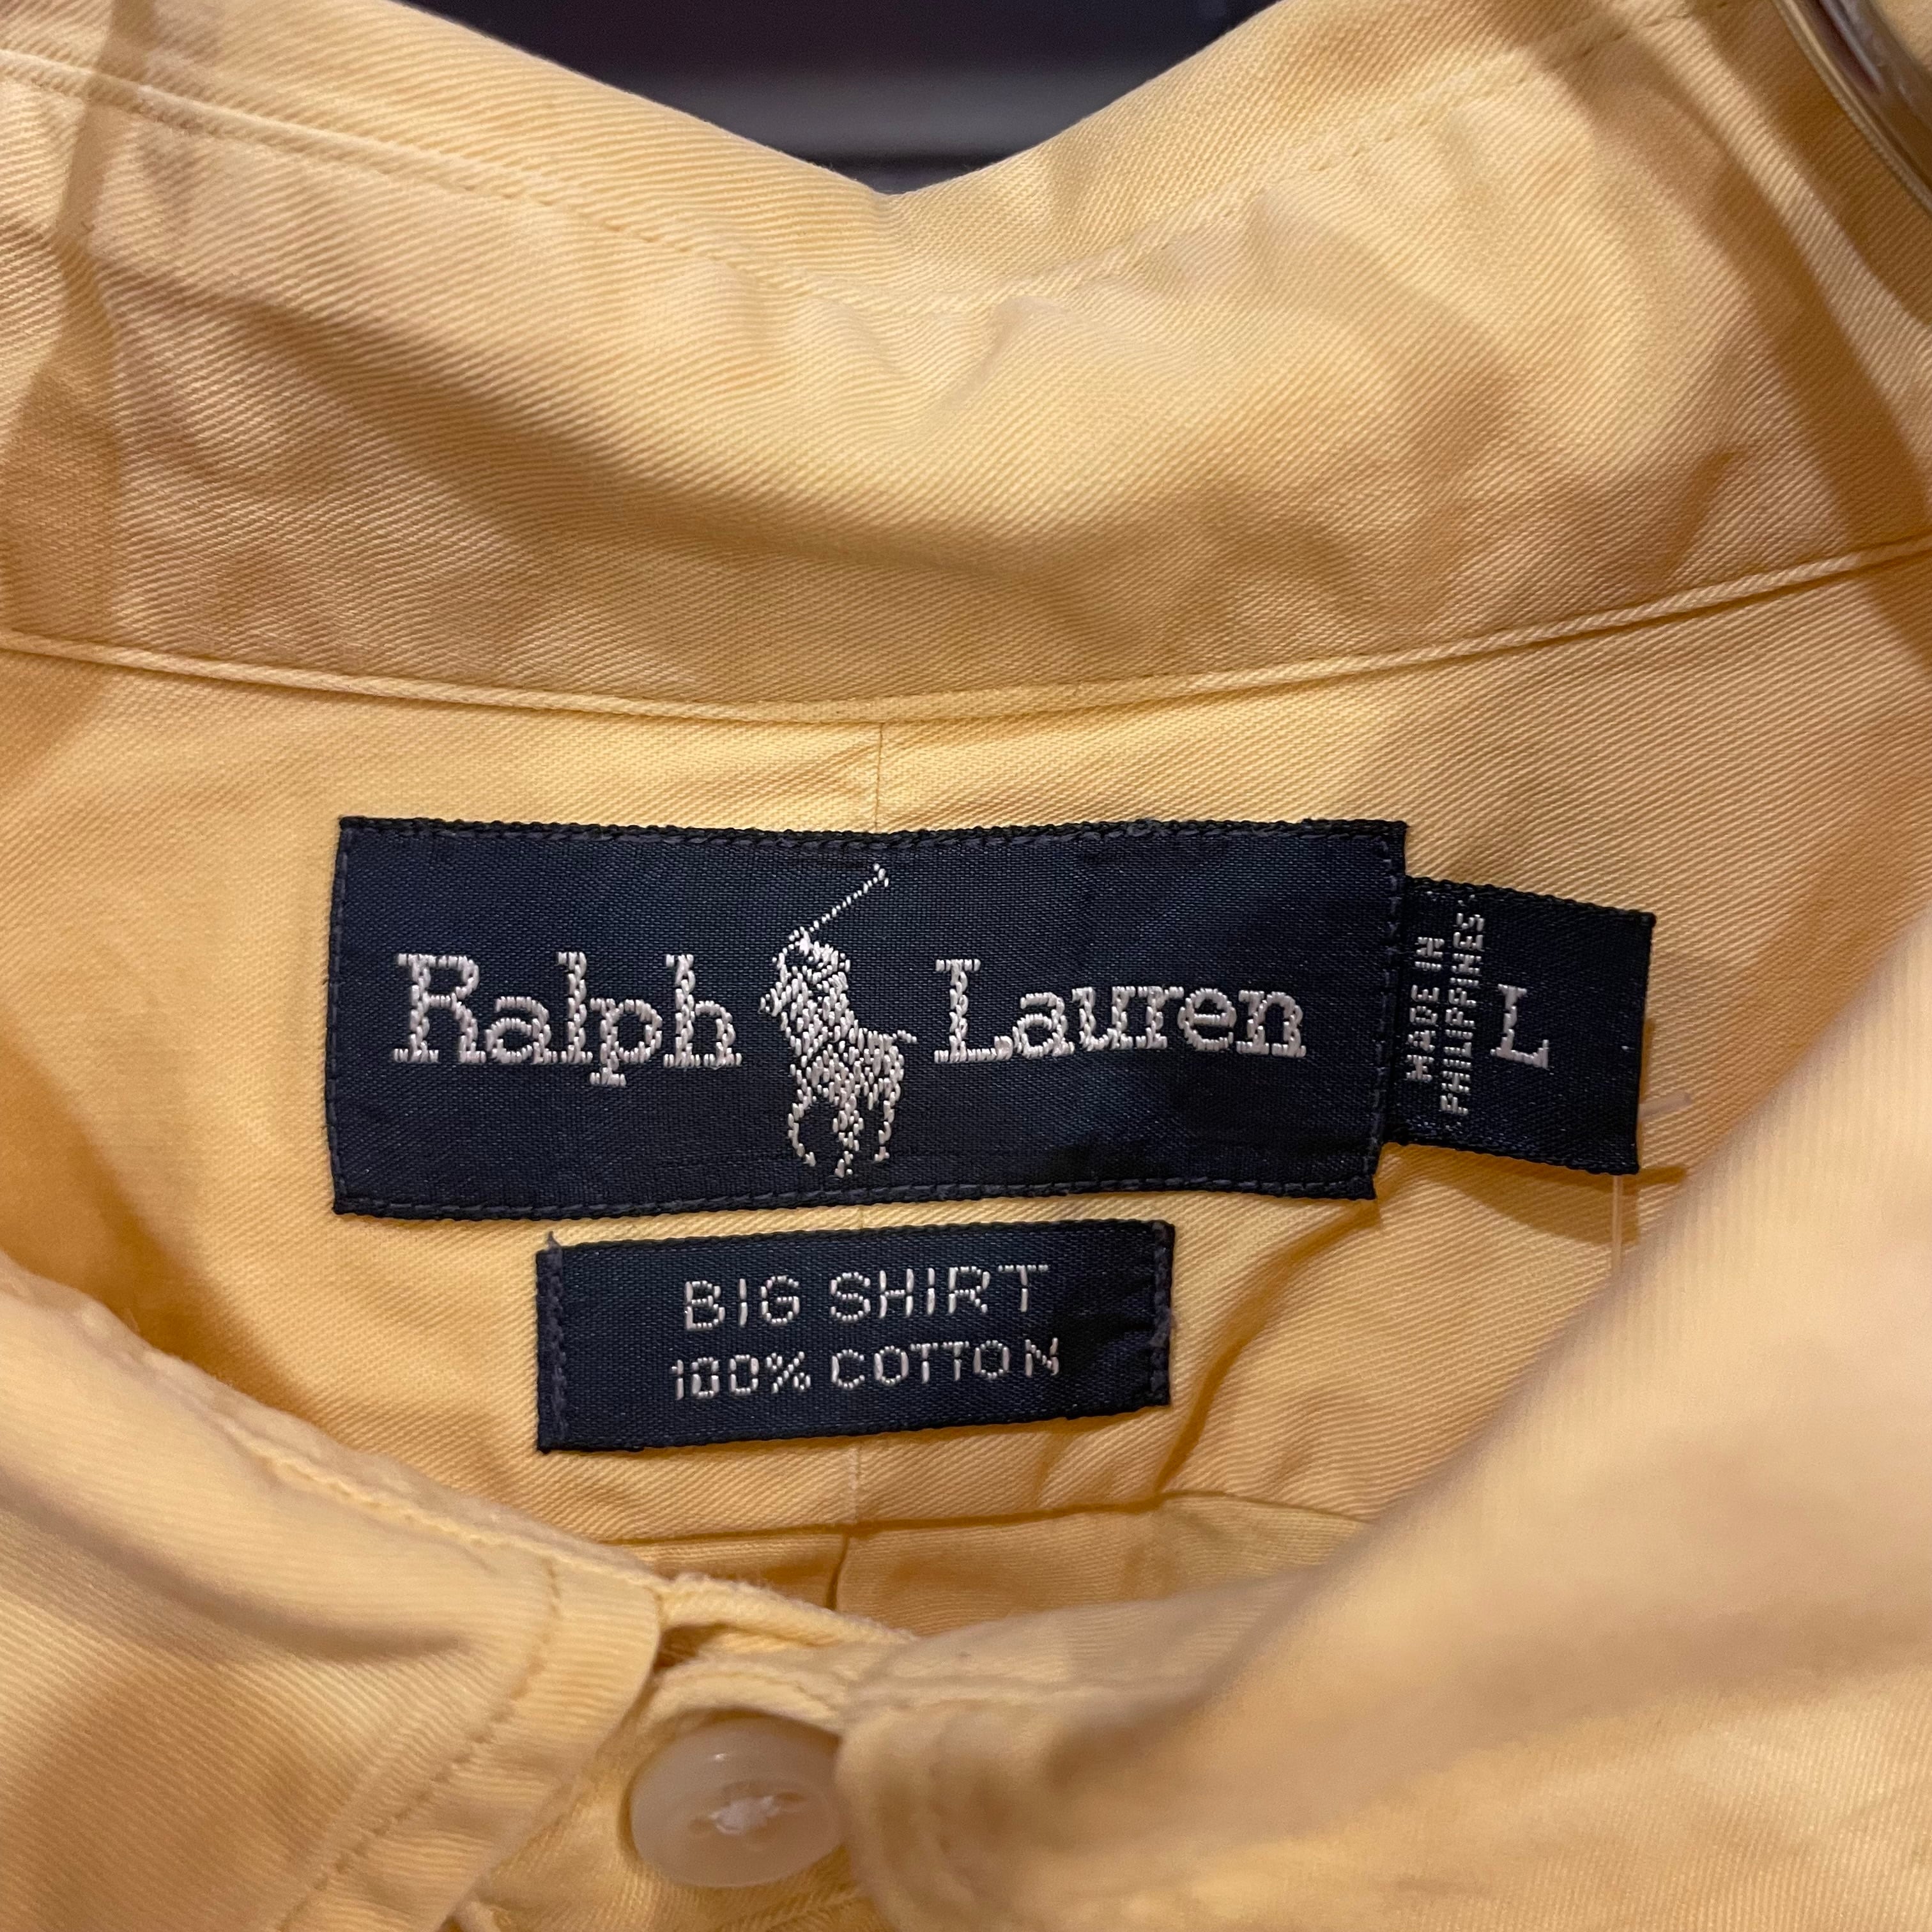 Ralph Lauren
MADE IN
PHILIPPINES
L
BIG SHIRT
100% COTTON